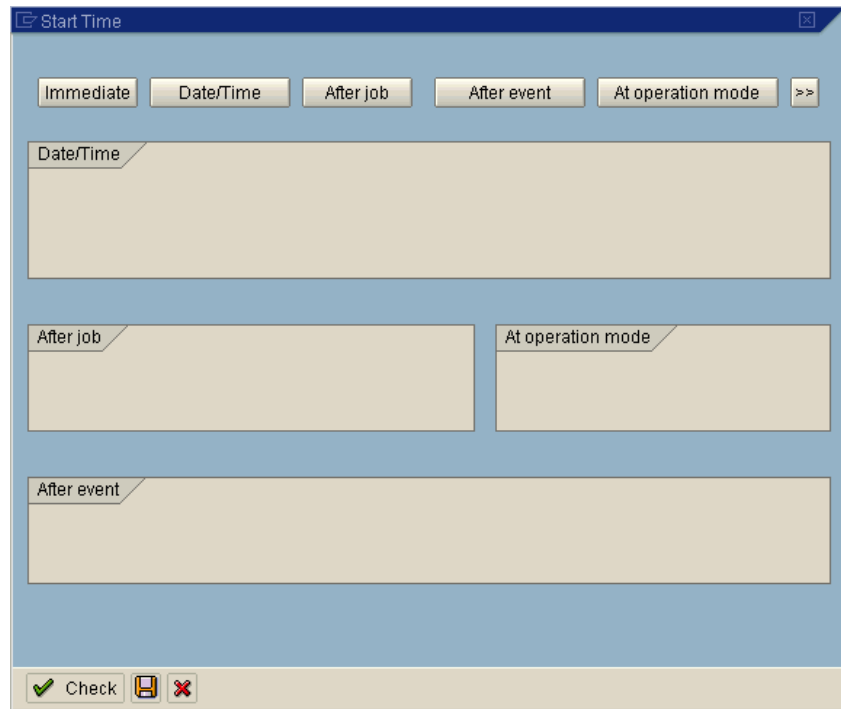 Start Time
Immediate Date/Time After job After event At operation mode >>
Date/Time
After job At operation mode
After event
Check